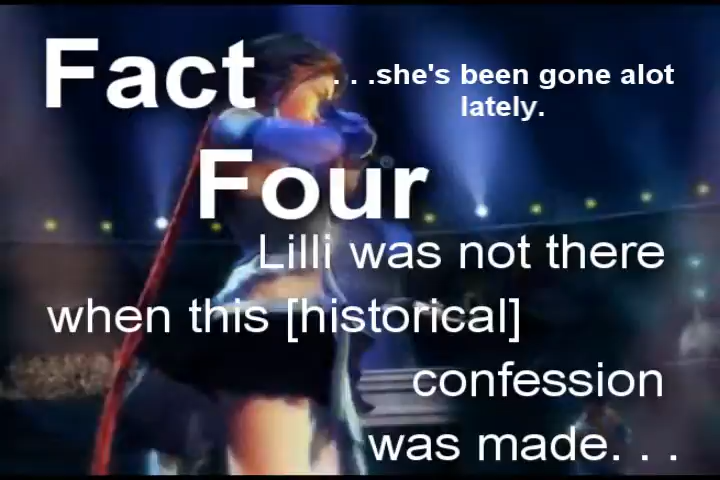 Fact
Four
. . .she's been gone alot
lately.
Lilli was not there
when this [historical]
confession
was made. . .